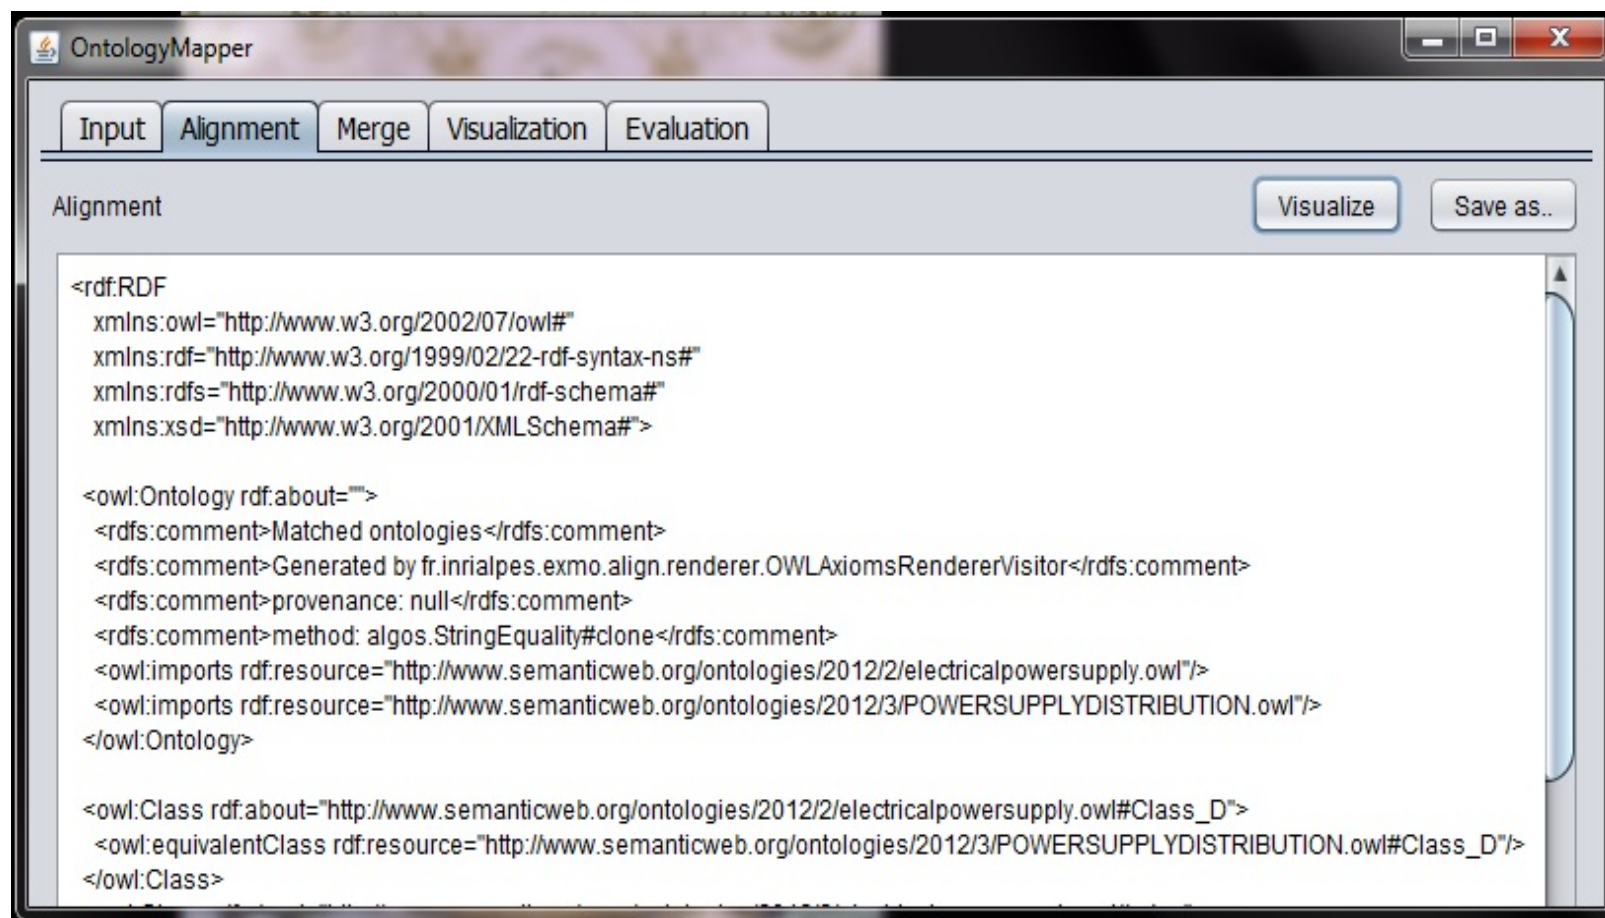 OntologyMapper
Input Alignment Merge Visualization Evaluation
Alignment Visualize Save as..
<rdf:RDF
xmlns:owl="http://www.w3.org/2002/07/owl#"
xmlns:rdf="http://www.w3.org/1999/02/22-rdf-syntax-ns#"
xmlns:rdfs="http://www.w3.org/2000/01/rdf-schema#"
xmlns:xsd="http://www.w3.org/2001/XMLSchema#">
<owl:Ontology rdf:about="">
<rdfs:comment>Matched ontologies</rdfs:comment>
<rdfs:comment>Generated by fr.inrialpes.exmo.align.renderer.OWLAxiomsRendererVisitor</rdfs:comment>
<rdfs:comment>provenance: null</rdfs:comment>
<rdfs:comment>method: algos.StringEquality#clone</rdfs:comment>
<owl:imports rdf:resource="http://www.semanticweb.org/ontologies/2012/2/electricalpowersupply.owl"/>
<owl:imports rdf:resource="http://www.semanticweb.org/ontologies/2012/3/POWERSUPPLYDISTRIBUTION.owl"/>
</owl:Ontology>
<owl:Class rdf:about="http://www.semanticweb.org/ontologies/2012/2/electricalpowersupply.owl#Class_D">
<owl:equivalentClass rdf:resource="http://www.semanticweb.org/ontologies/2012/3/POWERSUPPLYDISTRIBUTION.owl#Class_D"/>
</owl:Class>